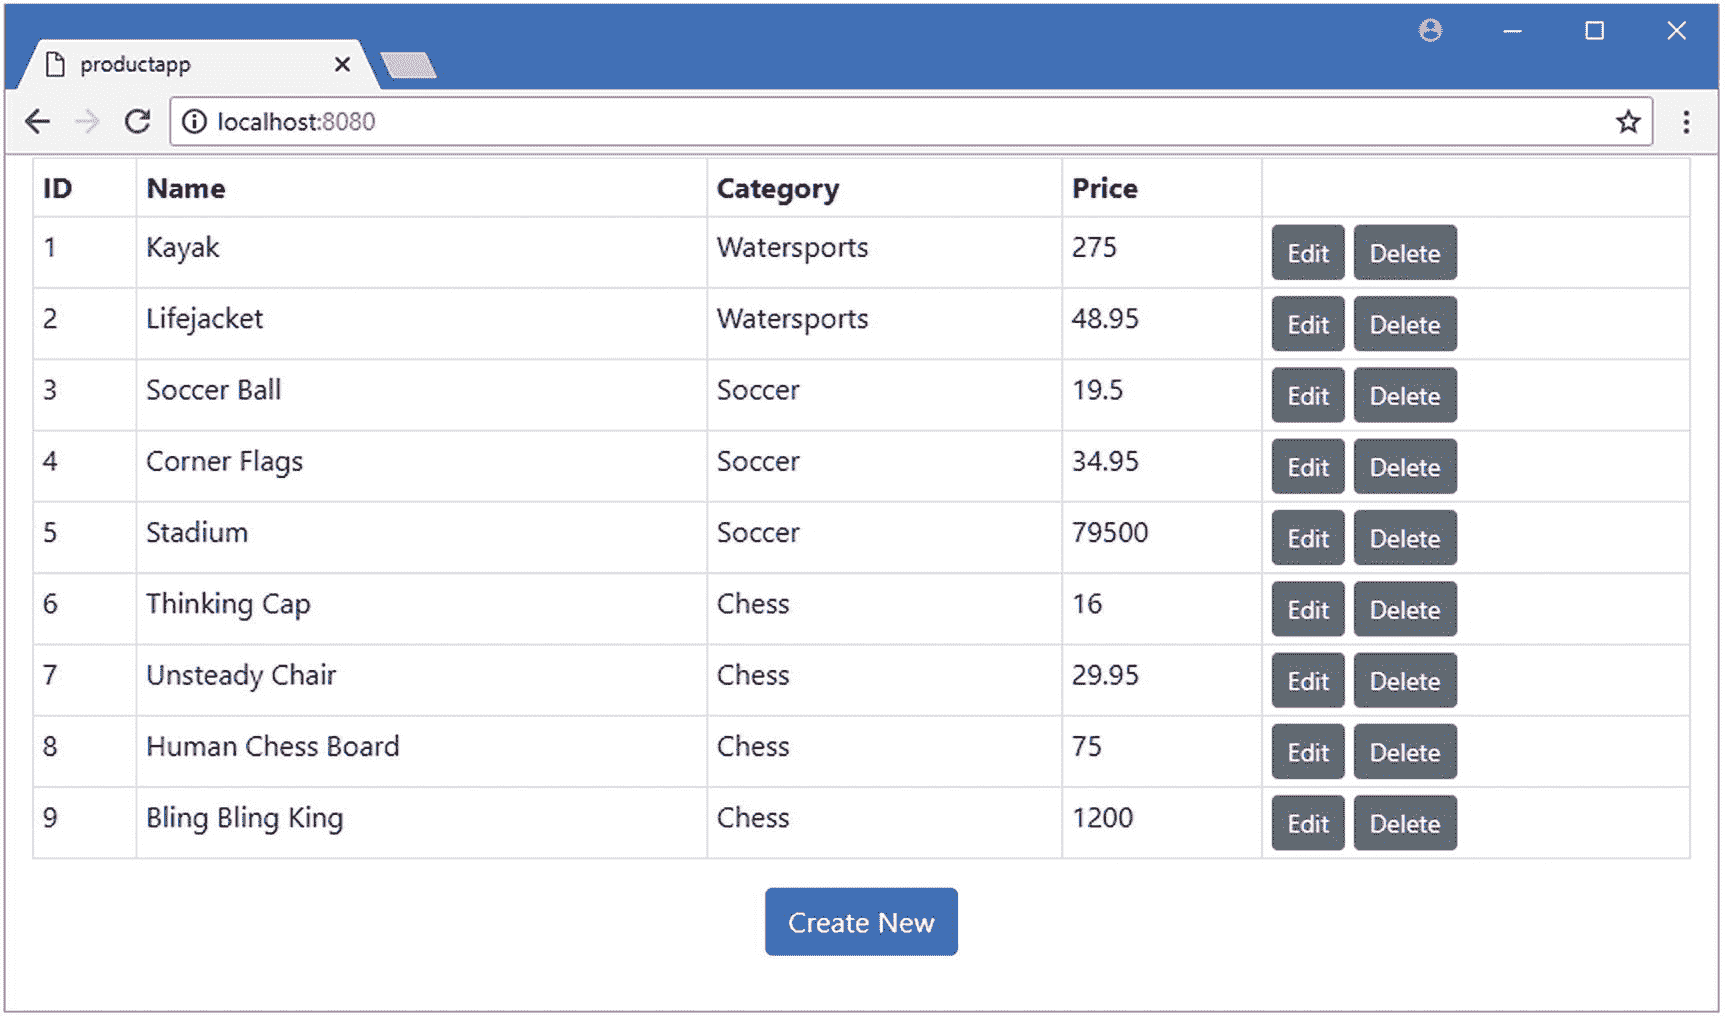 productapp
localhost:8080
ID Name Category Price
1 Kayak Watersports 275 Edit Delete
2 Lifejacket Watersports 48.95 Edit Delete
3 Soccer Ball Soccer 19.5 Edit Delete
4 Corner Flags Soccer 34.95 Edit Delete
5 Stadium Soccer 79500 Edit Delete
6 Thinking Cap Chess 16 Edit Delete
7 Unsteady Chair Chess 29.95 Edit Delete
8 Human Chess Board Chess 75 Edit Delete
9 Bling Bling King Chess 1200 Edit Delete
Create New